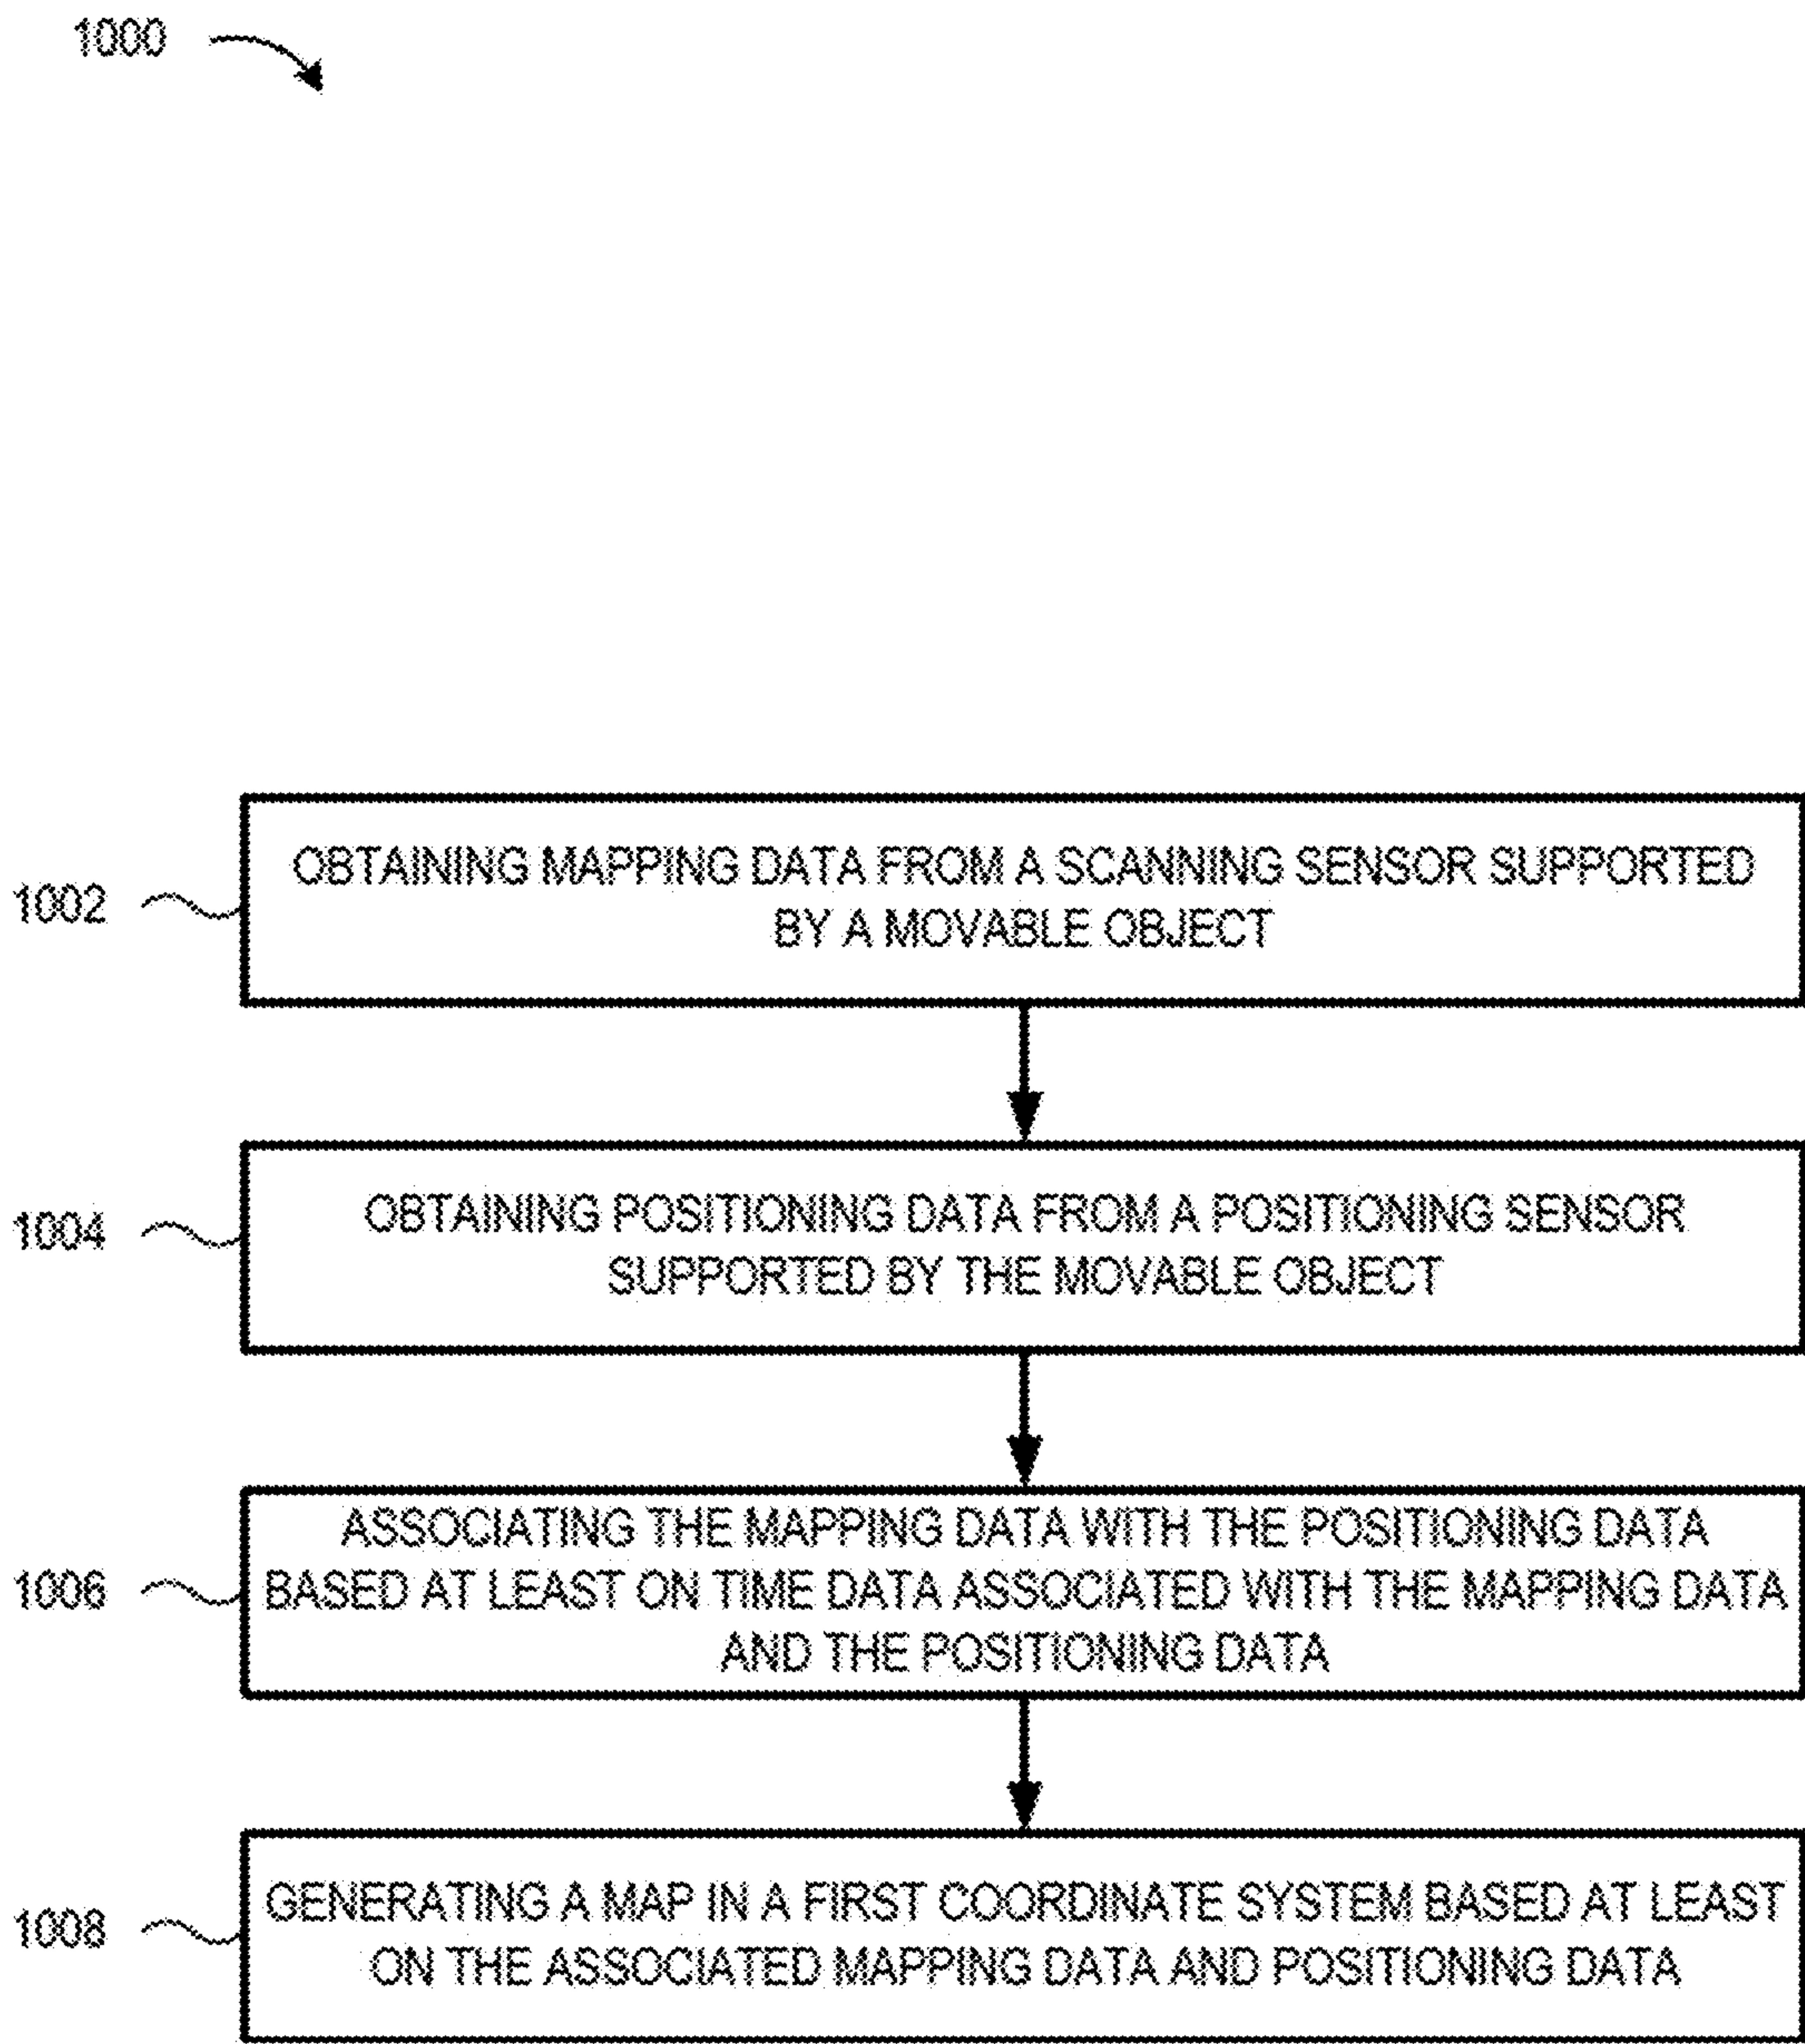 1000
1002
OBTAINING MAPPING DATA FROM A SCANNING SENSOR SUPPORTED
BY A MOVABLE OBJECT
1004
OBTAINING POSITIONING DATA FROM A POSITIONING SENSOR
SUPPORTED BY THE MOVABLE OBJECT
1006
ASSOCIATING THE MAPPING DATA WITH THE POSITIONING DATA
BASED AT LEAST ON TIME DATA ASSOCIATED WITH THE MAPPING DATA
AND THE POSITIONING DATA
1008
GENERATING A MAP IN A FIRST COORDINATE SYSTEM BASED AT LEAST
ON THE ASSOCIATED MAPPING DATA AND POSITIONING DATA